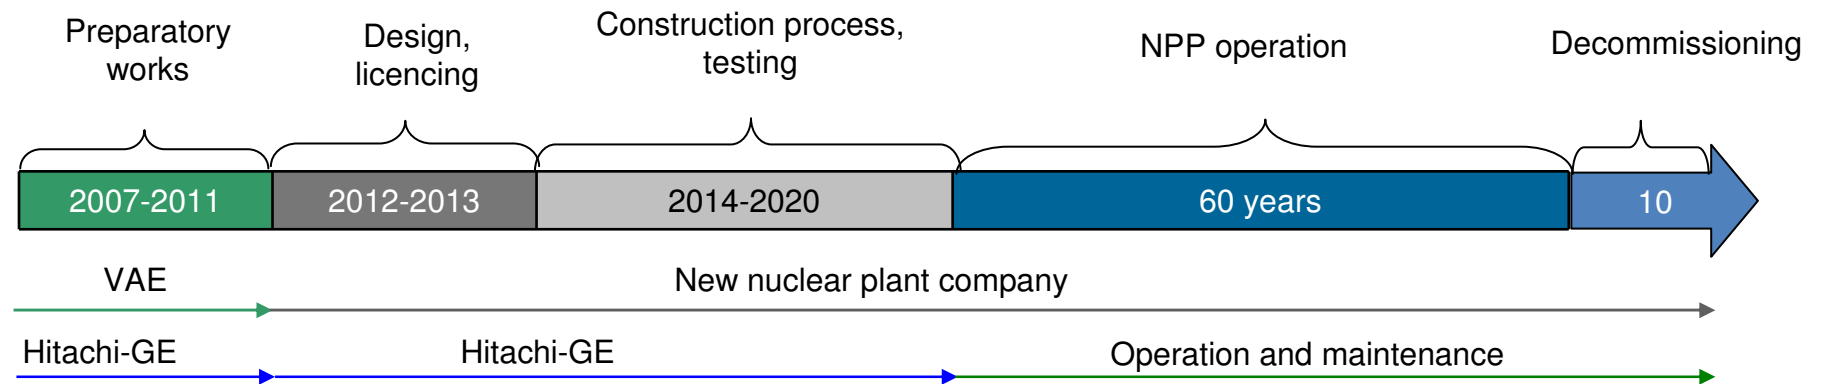 Preparatory
works
Design,
licencing
Construction process,
testing
NPP operation
Decommissioning
2007-2011
2012-2013
2014-2020
60 years
10
VAE
New nuclear plant company
Hitachi-GE
Hitachi-GE
Operation and maintenance